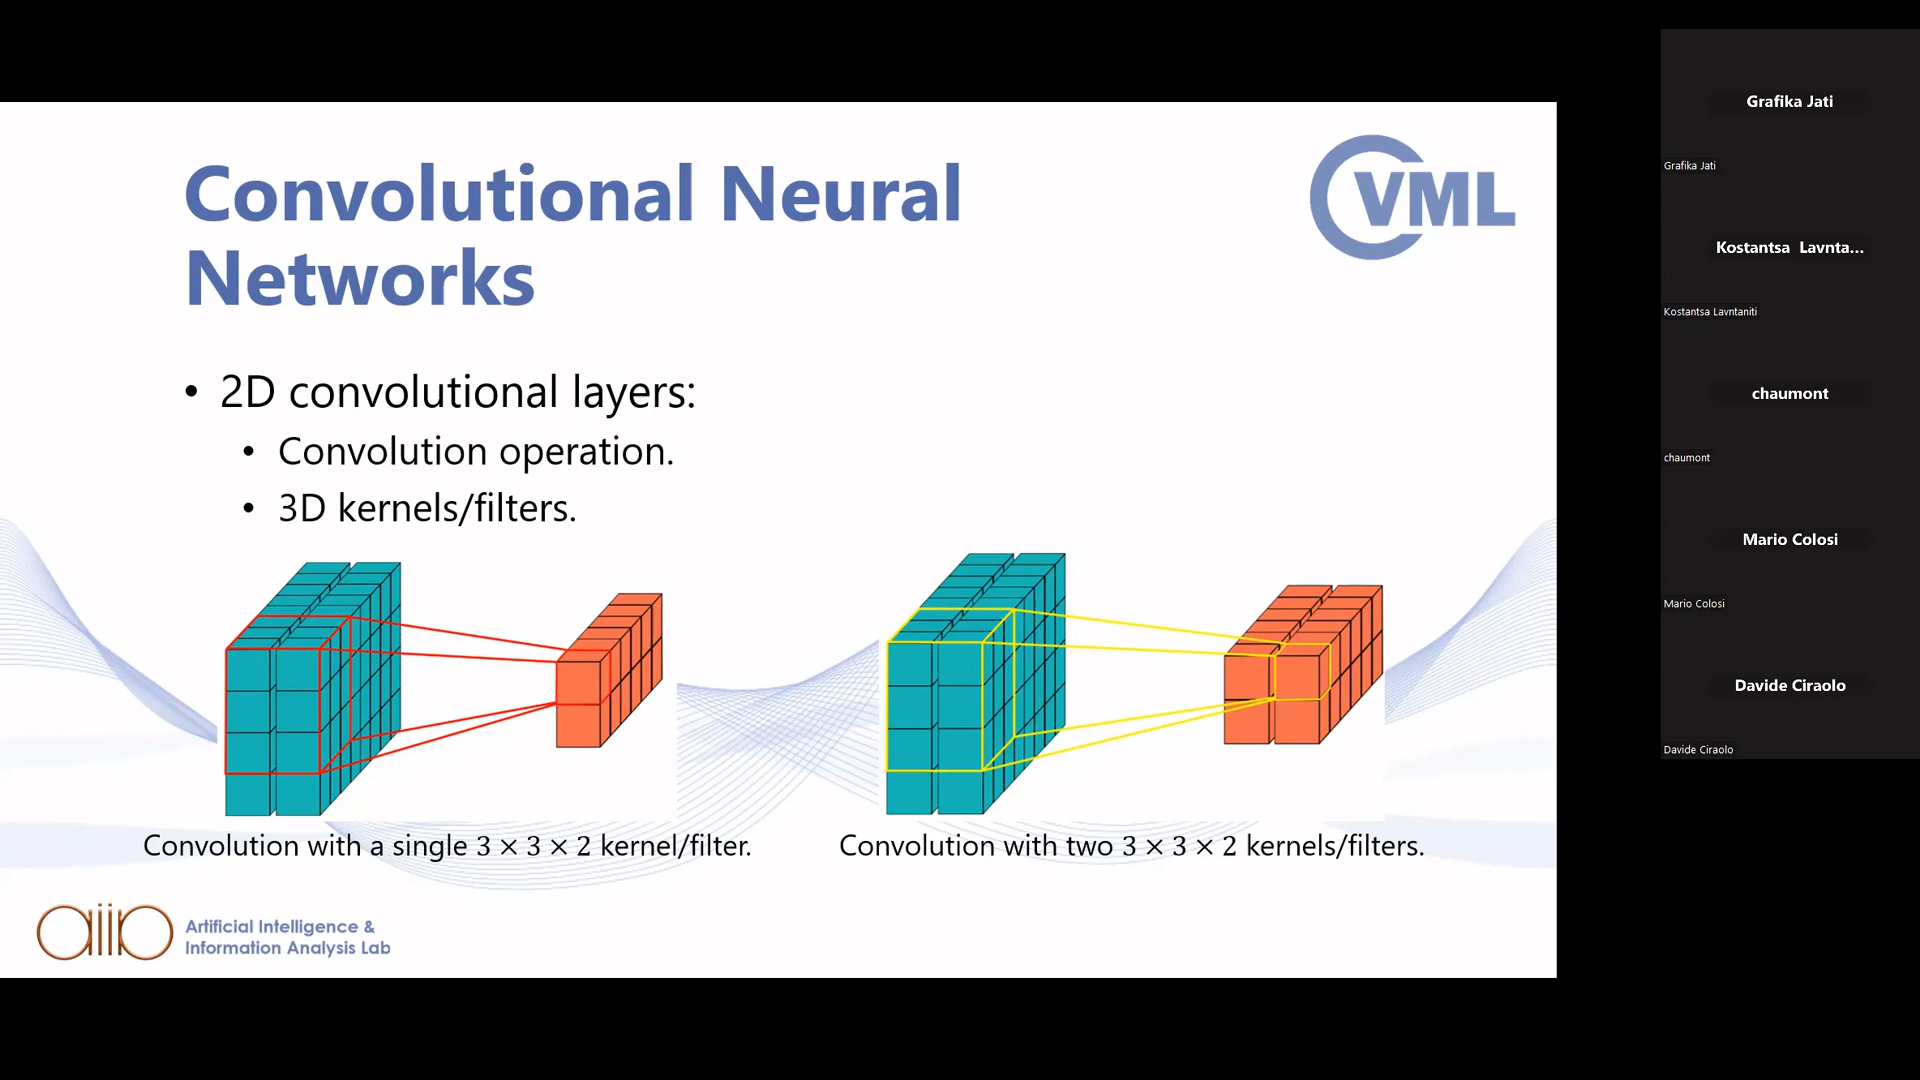 Convolutional Neural
Networks
CVML
• 2D convolutional layers:
• Convolution operation.
• 3D kernels/filters.
Convolution with a single 3 × 3 × 2 kernel/filter.
Convolution with two 3 × 3 × 2 kernels/filters.
aiia
Artificial Intelligence &
Information Analysis Lab
Grafika Jati
Grafika Jati
Kostantsa Lavnta...
Kostantsa Lavntaniti
chaumont
chaumont
Mario Colosi
Mario Colosi
Davide Ciraolo
Davide Ciraolo